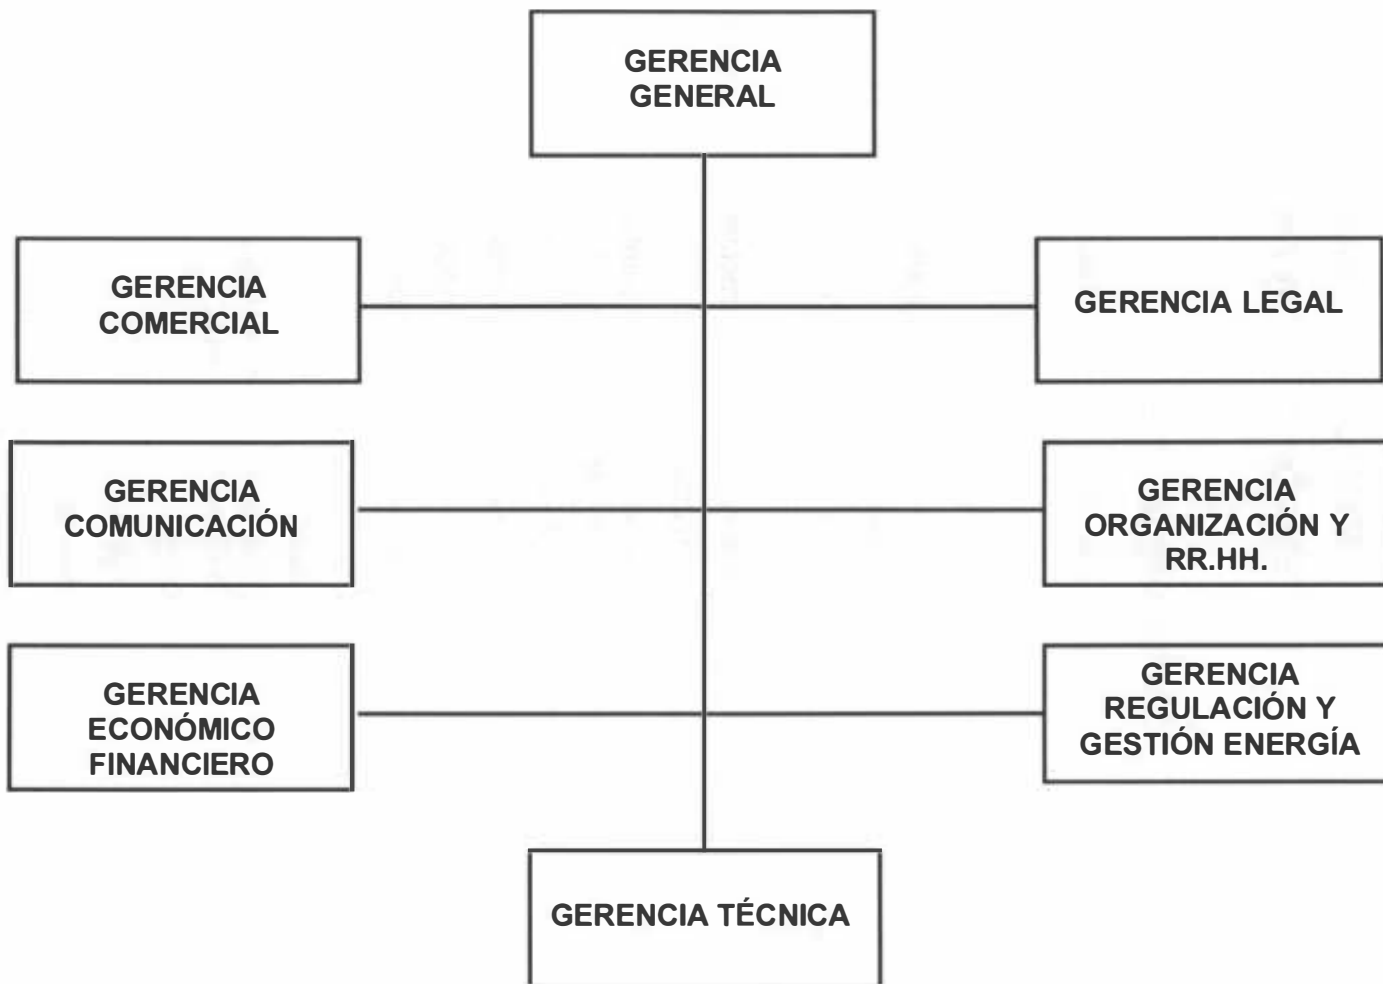 GERENCIA
GENERAL
GERENCIA
COMERCIAL
GERENCIA LEGAL
GERENCIA
COMUNICACIÓN
GERENCIA
ORGANIZACIÓN Y
RR.HH.
GERENCIA
ECONÓMICO
FINANCIERO
GERENCIA
REGULACIÓN Y
GESTIÓN ENERGÍA
GERENCIA TÉCNICA